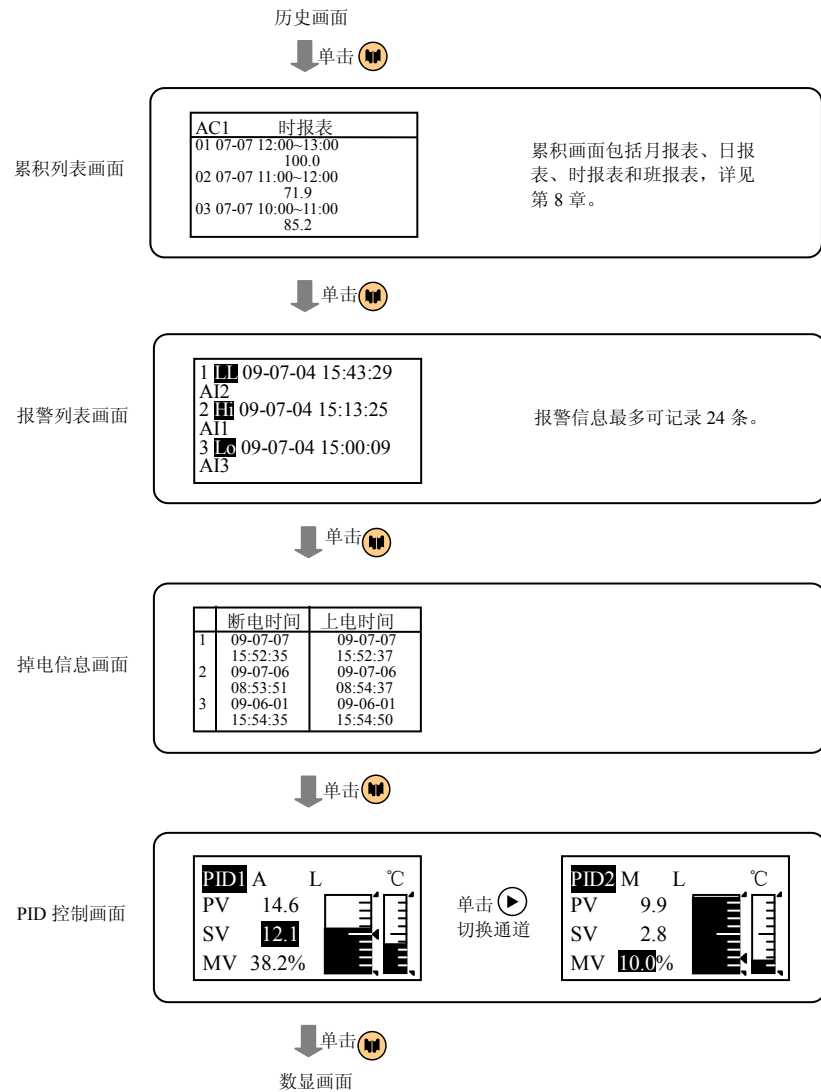 历史画面
单击
累积列表画面
AC1 时报表
01 07-07 12:00~13:00
100.0
02 07-07 11:00~12:00
71.9
03 07-07 10:00~11:00
85.2
累积画面包括月报表、日报
表、时报表和班报表，详见
第 8 章。
单击
报警列表画面
1 LL 09-07-04 15:43:29
AI2
2 Hi 09-07-04 15:13:25
AI1
3 Lo 09-07-04 15:00:09
AI3
报警信息最多可记录 24 条。
单击
掉电信息画面
断电时间 上电时间
1 09-07-07 09-07-07
15:52:35 15:52:37
2 09-07-06 09-07-06
08:53:51 08:54:37
3 09-06-01 09-06-01
15:54:35 15:54:50
单击
PID 控制画面
PID1 A L ℃
PV 14.6
SV 12.1
MV 38.2%
单击
切换通道
PID2 M L ℃
PV 9.9
SV 2.8
MV 10.0%
单击
数显画面